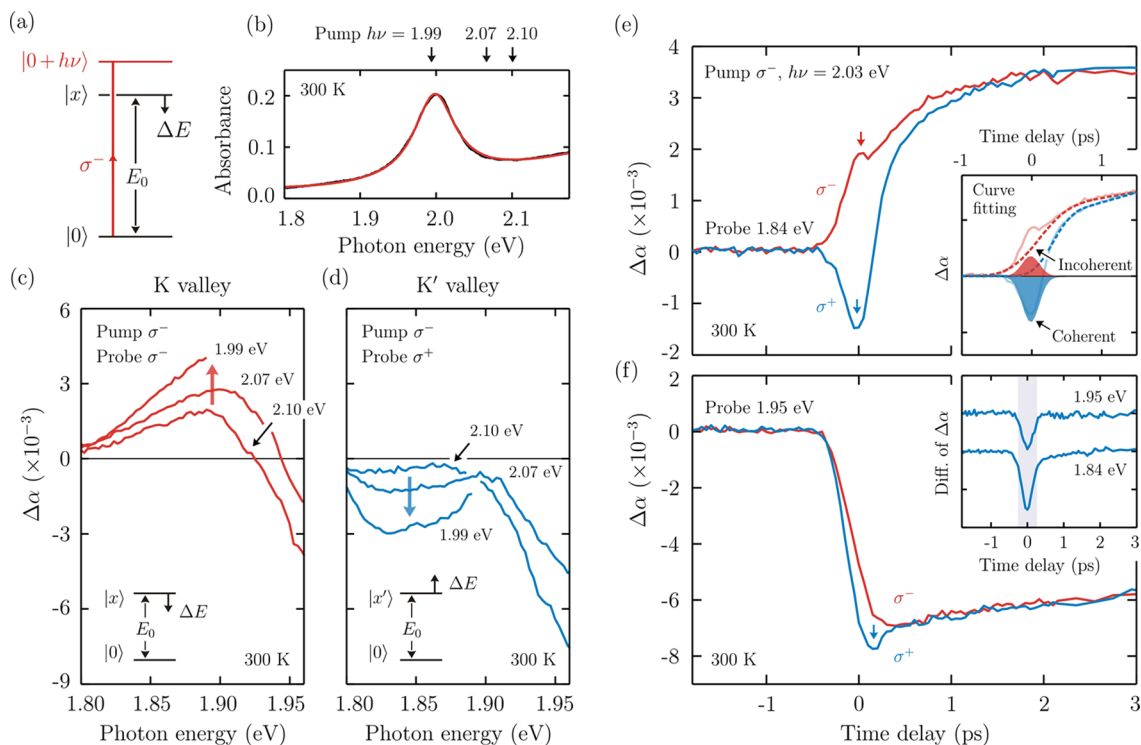 (a)
|0 + hν⟩
|x⟩
ΔE
σ⁻
E₀
|0⟩
(b)
Pump hν = 1.99 2.07 2.10
300 K
Absorbance
0.2
0.1
0.0
1.8 1.9 2.0 2.1
Photon energy (eV)
(c)
K valley
Pump σ⁻
Probe σ⁻
1.99 eV
2.07 eV
2.10 eV
Δα (×10⁻³)
6
3
0
-3
-6
-9
|x⟩
ΔE
E₀
|0⟩
300 K
1.80 1.85 1.90 1.95
Photon energy (eV)
(d)
K′ valley
Pump σ⁻
Probe σ⁺
2.10 eV
2.07 eV
1.99 eV
|x′⟩
ΔE
E₀
|0⟩
300 K
1.80 1.85 1.90 1.95
Photon energy (eV)
(e)
Pump σ⁻, hν = 2.03 eV
σ⁻
Probe 1.84 eV
σ⁺
300 K
Δα (×10⁻³)
4
3
2
1
0
-1
-2
Time delay (ps)
-1 0 1
Curve
fitting
Δα
Incoherent
Coherent
(f)
Probe 1.95 eV
σ⁻
σ⁺
300 K
Δα (×10⁻³)
2
0
-2
-4
-6
-8
-1 0 1 2 3
Time delay (ps)
1.95 eV
1.84 eV
Diff. of Δα
-1 0 1 2 3
Time delay (ps)